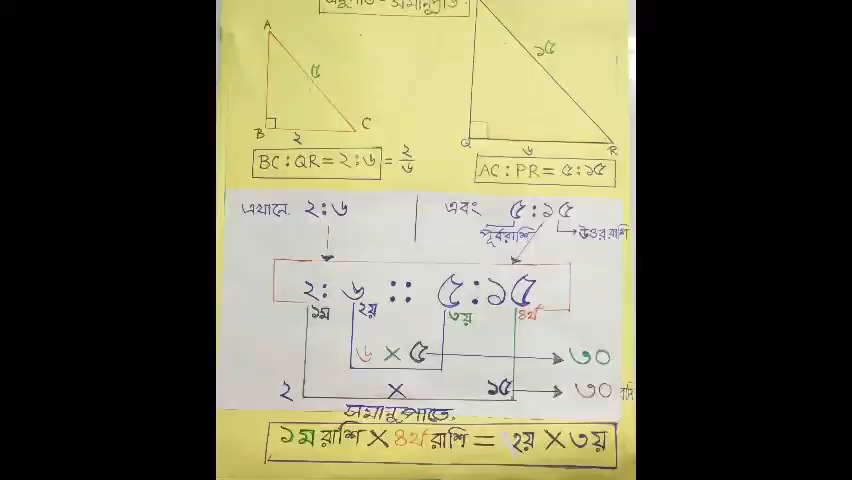 অনুপাত - সমানুপাত
A
৫
B
C
২
১৫
Q
R
৬
BC : QR = ২ : ৬ = ২/৬
AC : PR = ৫ : ১৫
এখানে. ২ : ৬
এবং ৫ : ১৫
পূর্বরাশি
উত্তর রাশি
২ : ৬ :: ৫ : ১৫
১ম ২য় ৩য় ৪র্থ
৬ × ৫ ৩০
২ × ১৫ ৩০
সমানুপাতে.
১ম রাশি × ৪র্থ রাশি = ২য় × ৩য়